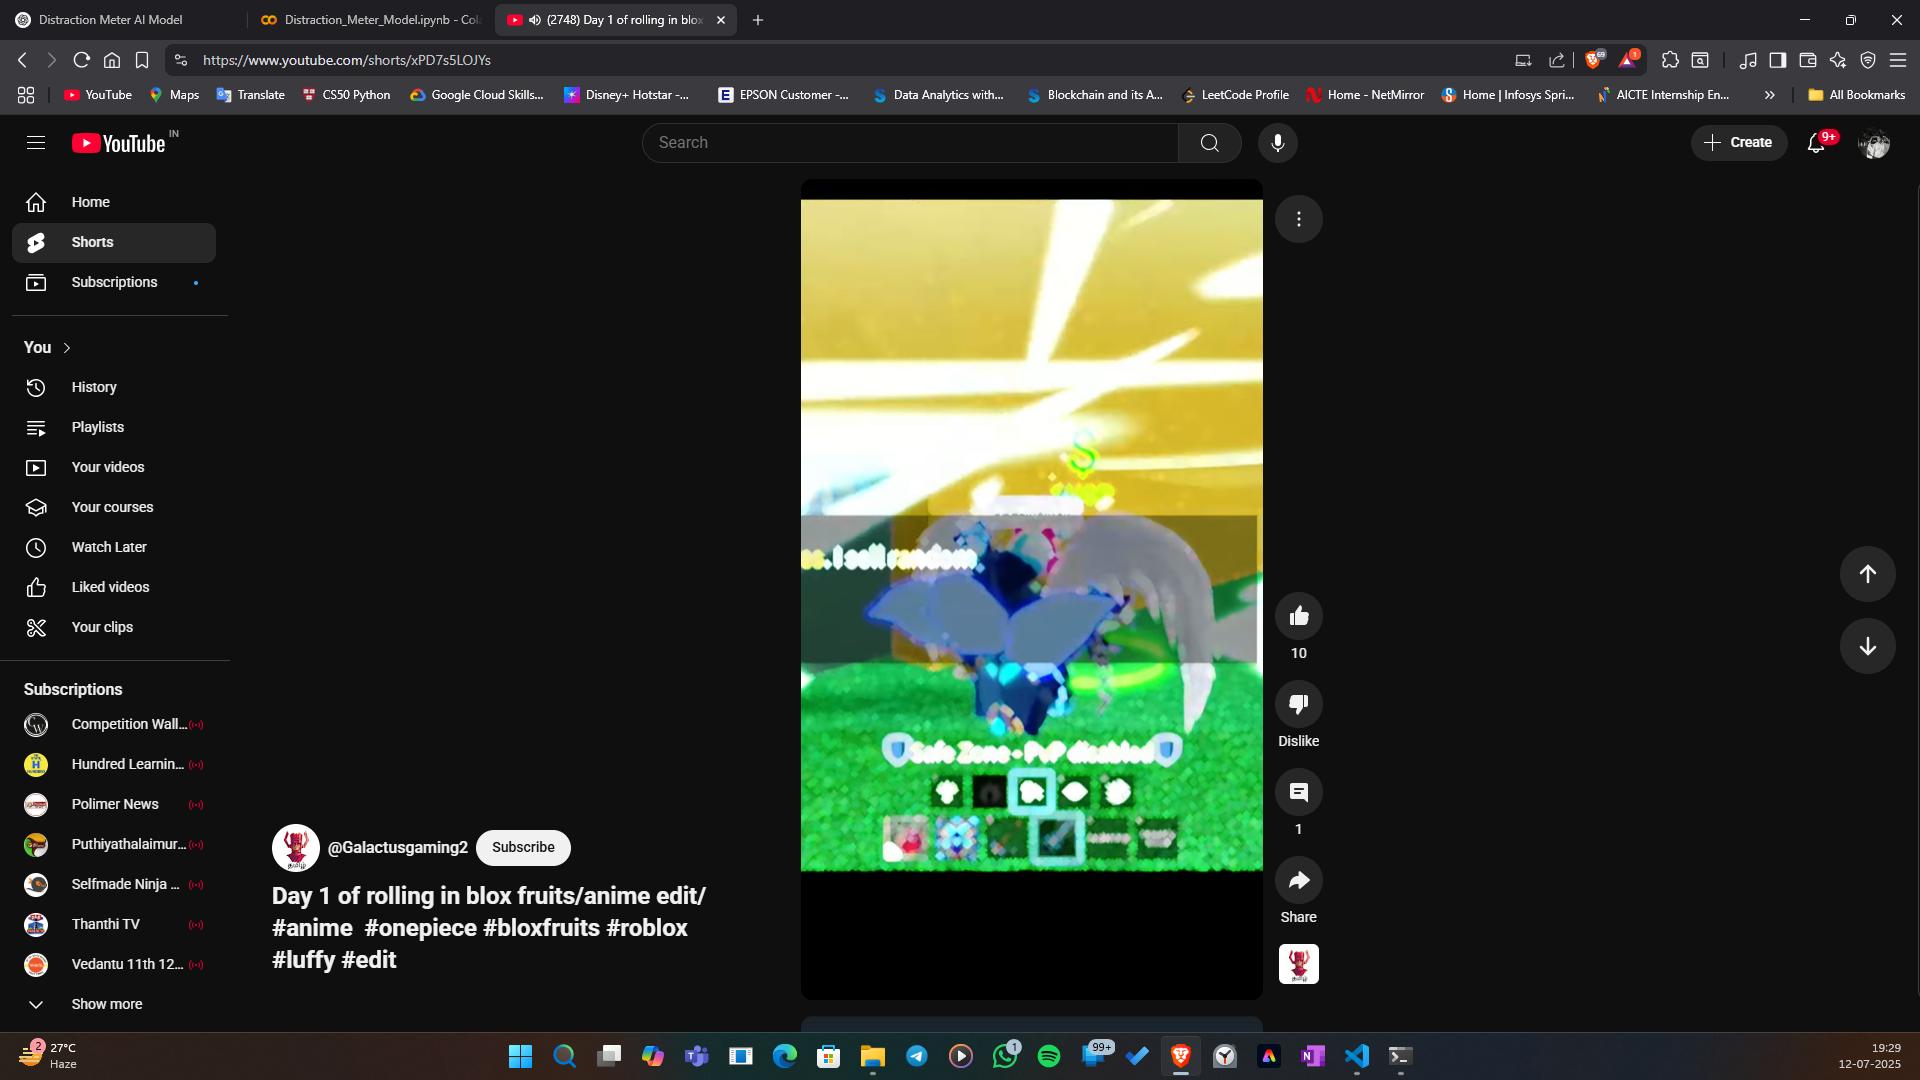 Distraction Meter AI Model
Distraction_Meter_Model.ipynb - Col
(2748) Day 1 of rolling in blox
https://www.youtube.com/shorts/xPD7s5LOJYs
69
1
YouTube
Maps
Translate
CS50 Python
Google Cloud Skills...
Disney+ Hotstar -...
EPSON Customer -...
Data Analytics with...
Blockchain and its A...
LeetCode Profile
Home - NetMirror
Home | Infosys Spri...
AICTE Internship En...
All Bookmarks
YouTube IN
Search
Create
9+
Home
Shorts
Subscriptions
You
History
Playlists
Your videos
Your courses
Watch Later
Liked videos
Your clips
Subscriptions
Competition Wall...
Hundred Learnin...
Polimer News
Puthiyathalaimur...
Selfmade Ninja ...
Thanthi TV
Vedantu 11th 12...
Show more
Safe Zone - PvP disabled
10
Dislike
1
Share
@Galactusgaming2
Subscribe
Day 1 of rolling in blox fruits/anime edit/
#anime #onepiece #bloxfruits #roblox
#luffy #edit
2
27°C
Haze
1
99+
19:29
12-07-2025